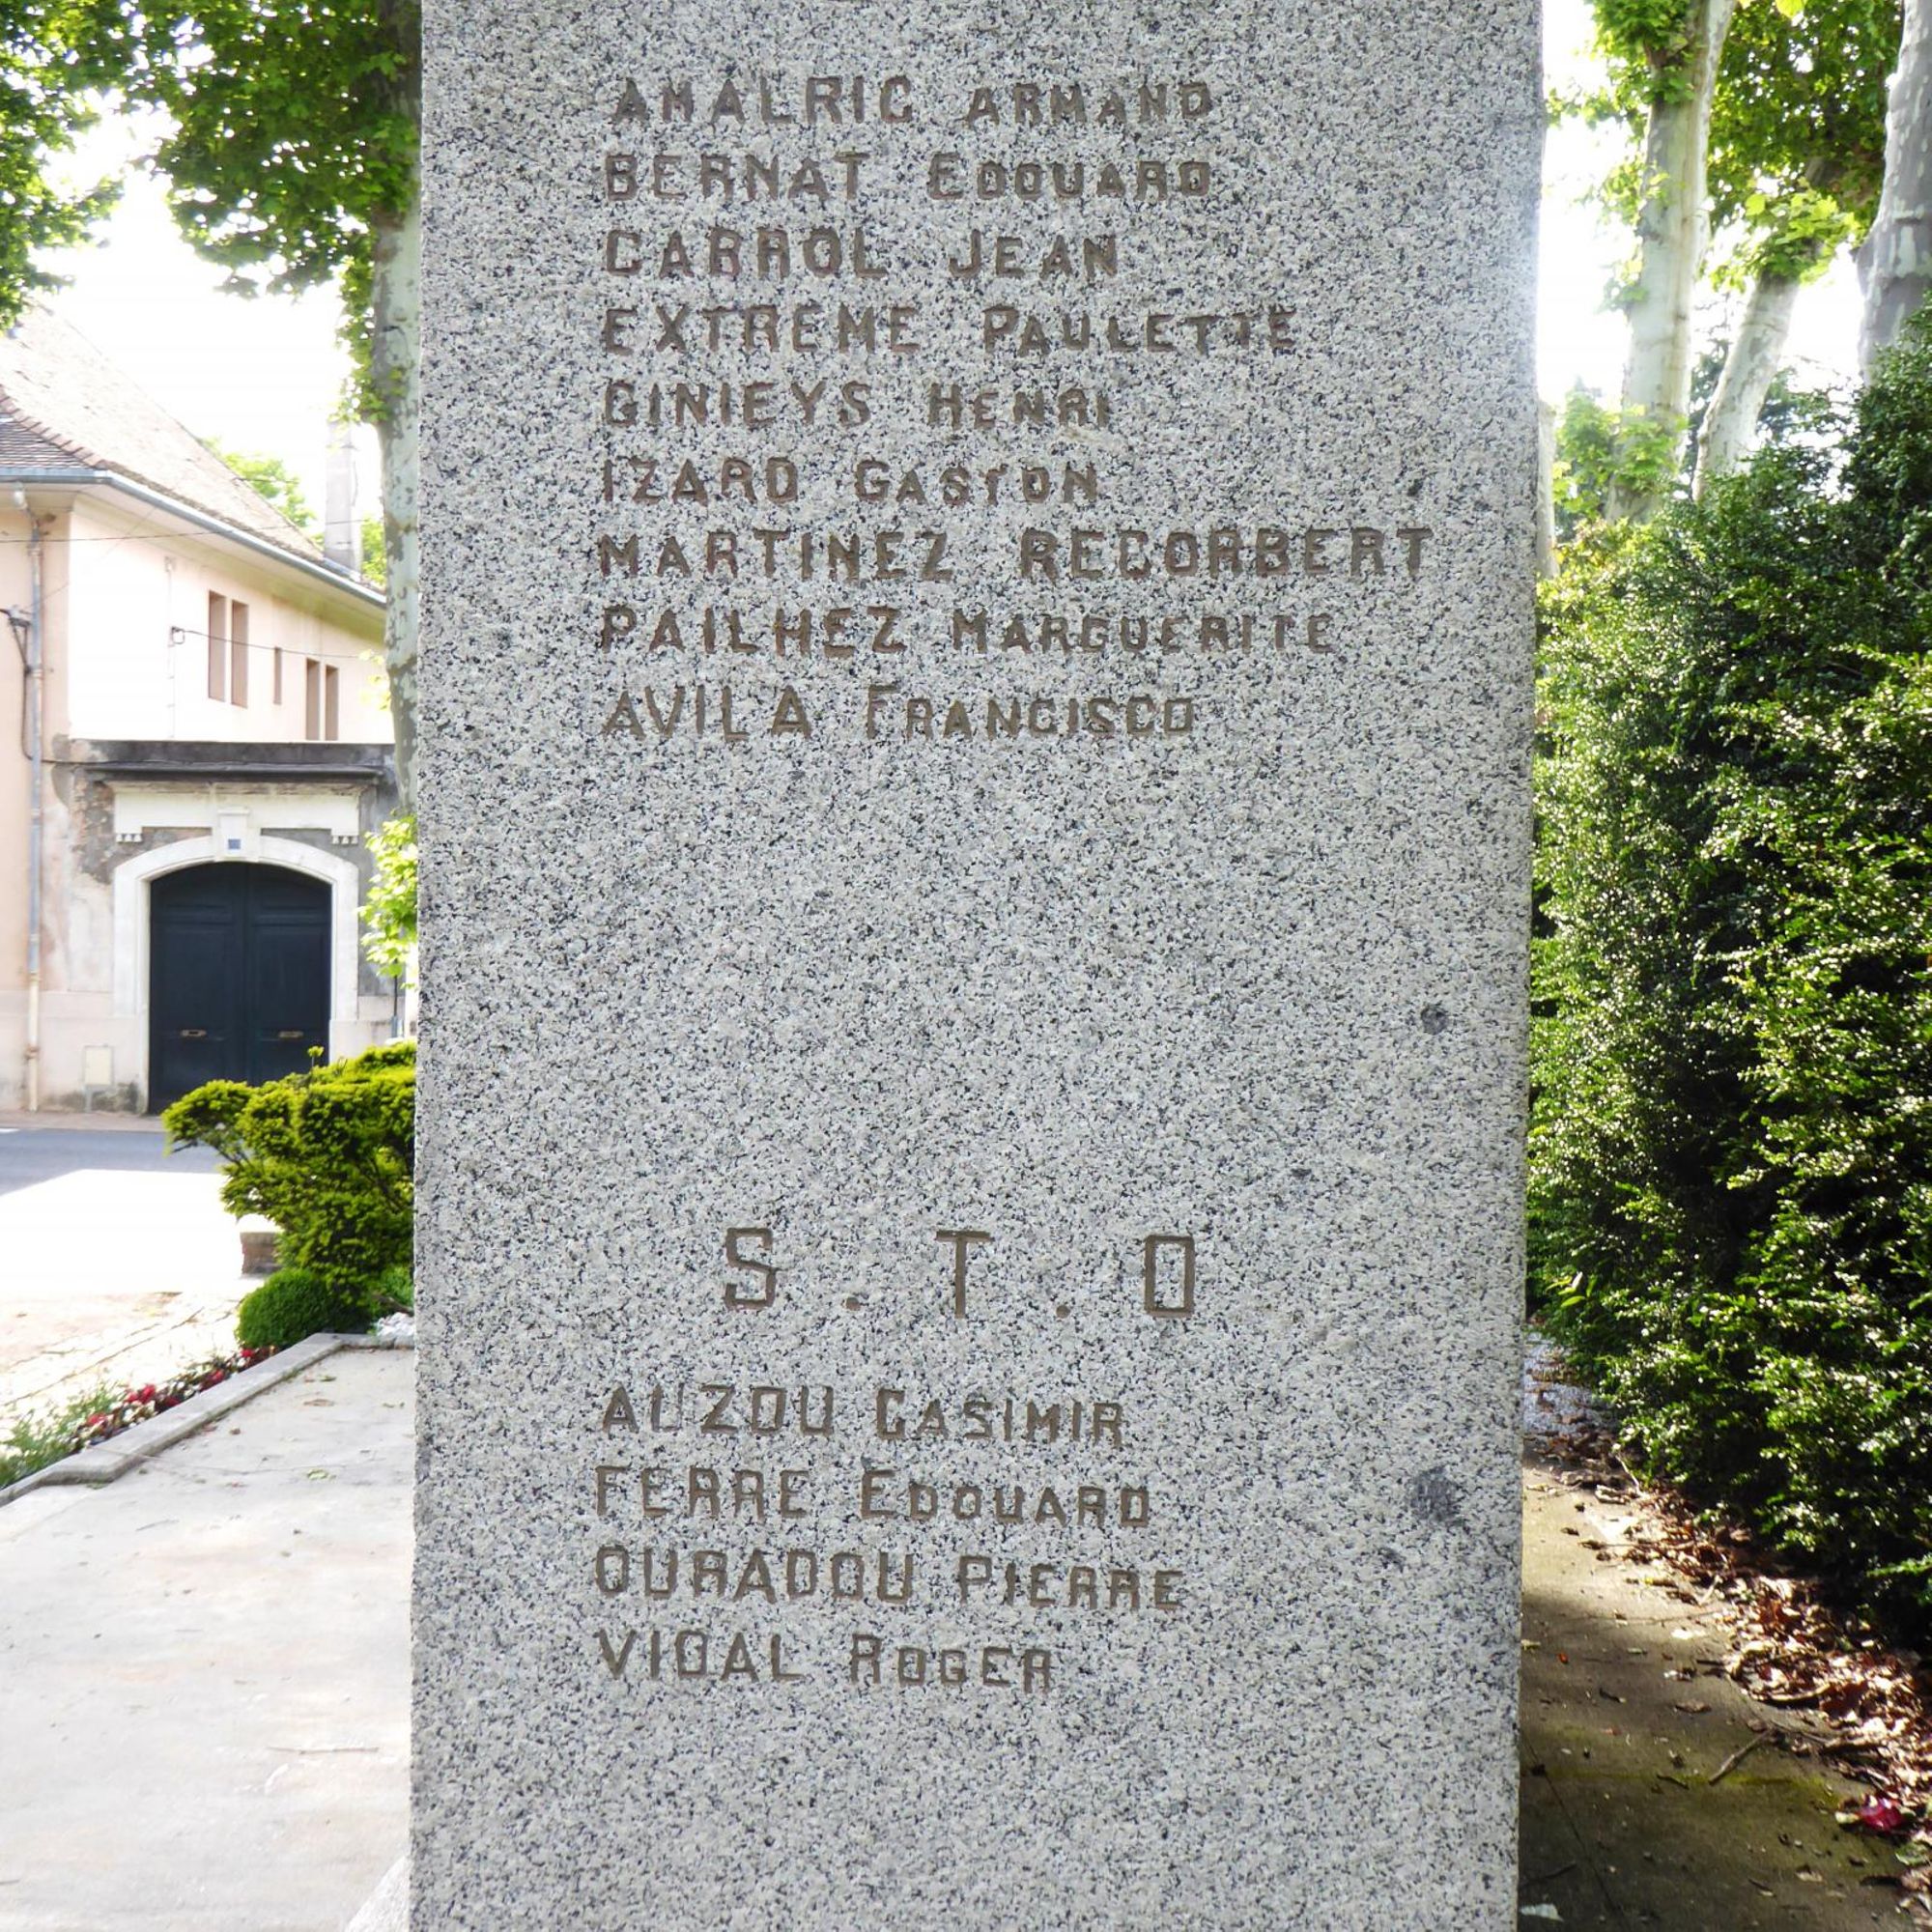 AMALRIC ARMAND
BERNAT EDOUARD
CARROL JEAN
EXTREME PAULETTE
GINIEYS HENRI
IZARD GASTON
MARTINEZ RECORBERT
PAILHEZ MARGUERITE
AVILA FRANCISCO
S.T.O
AUZOU CASIMIR
FERRE EDOUARD
OURADOU PIERRE
VIDAL ROGER